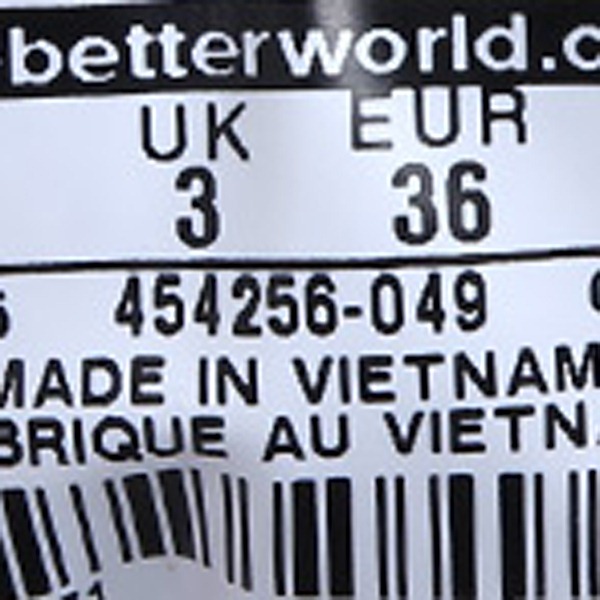 betterworld.c
UK EUR
3 36
454256-049
MADE IN VIETNAM
BRIQUE AU VIETN